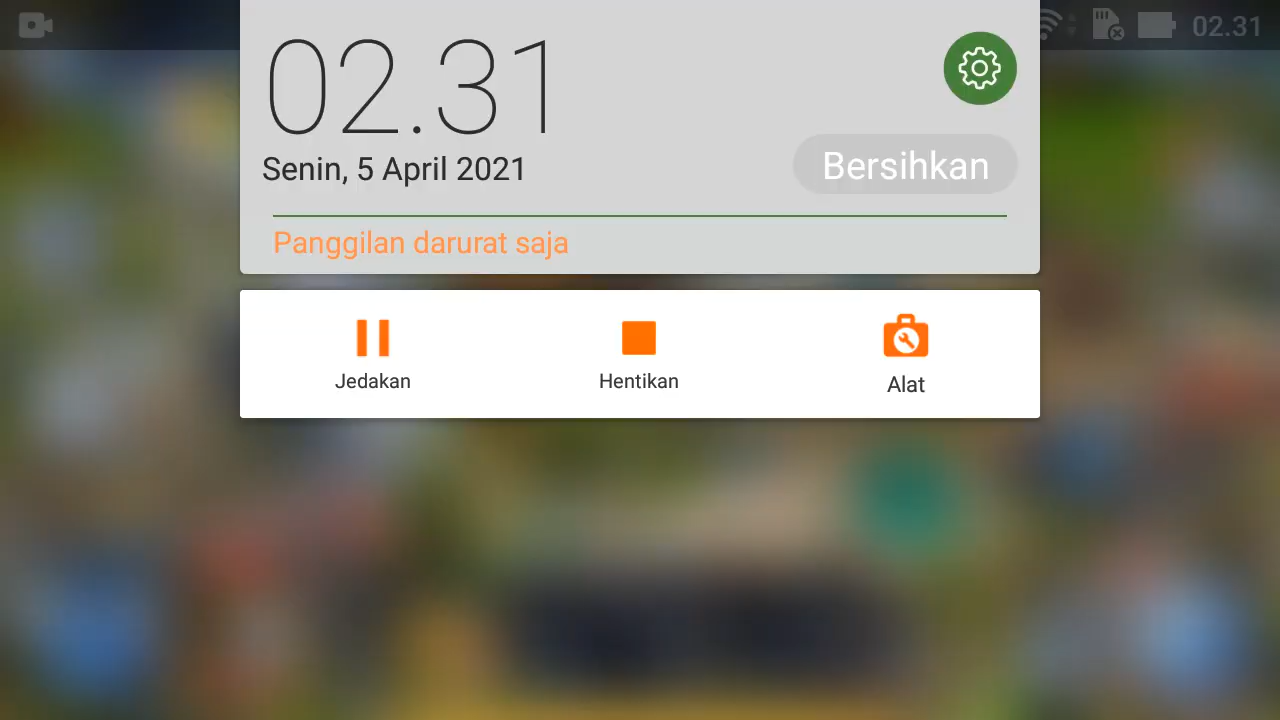 02.31
02.31
Senin, 5 April 2021
Bersihkan
Panggilan darurat saja
Jedakan
Hentikan
Alat